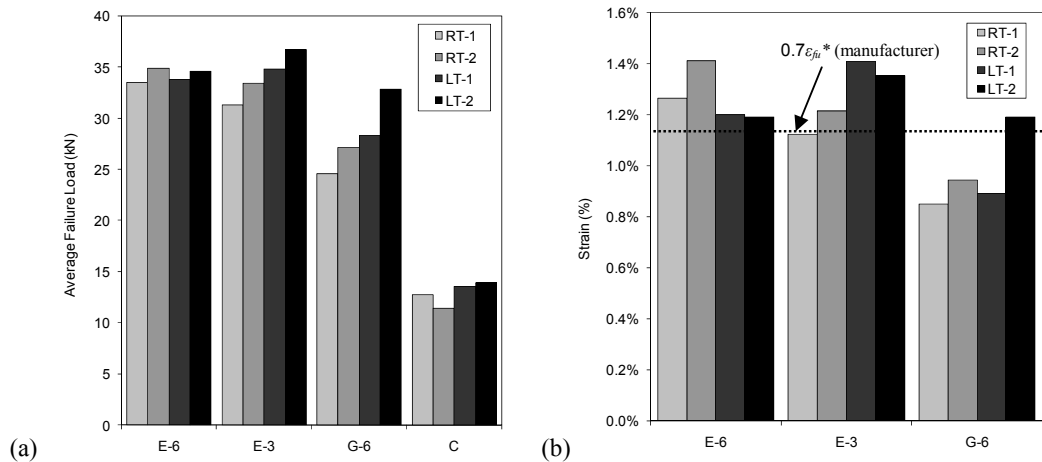 40
35
30
25
20
15
10
5
0
Average Failure Load (kN)
RT-1
RT-2
LT-1
LT-2
E-6 E-3 G-6 C
(a)
1.6%
1.4%
1.2%
1.0%
0.8%
0.6%
0.4%
0.2%
0.0%
Strain (%)
0.7εfu* (manufacturer)
RT-1
RT-2
LT-1
LT-2
E-6 E-3 G-6
(b)